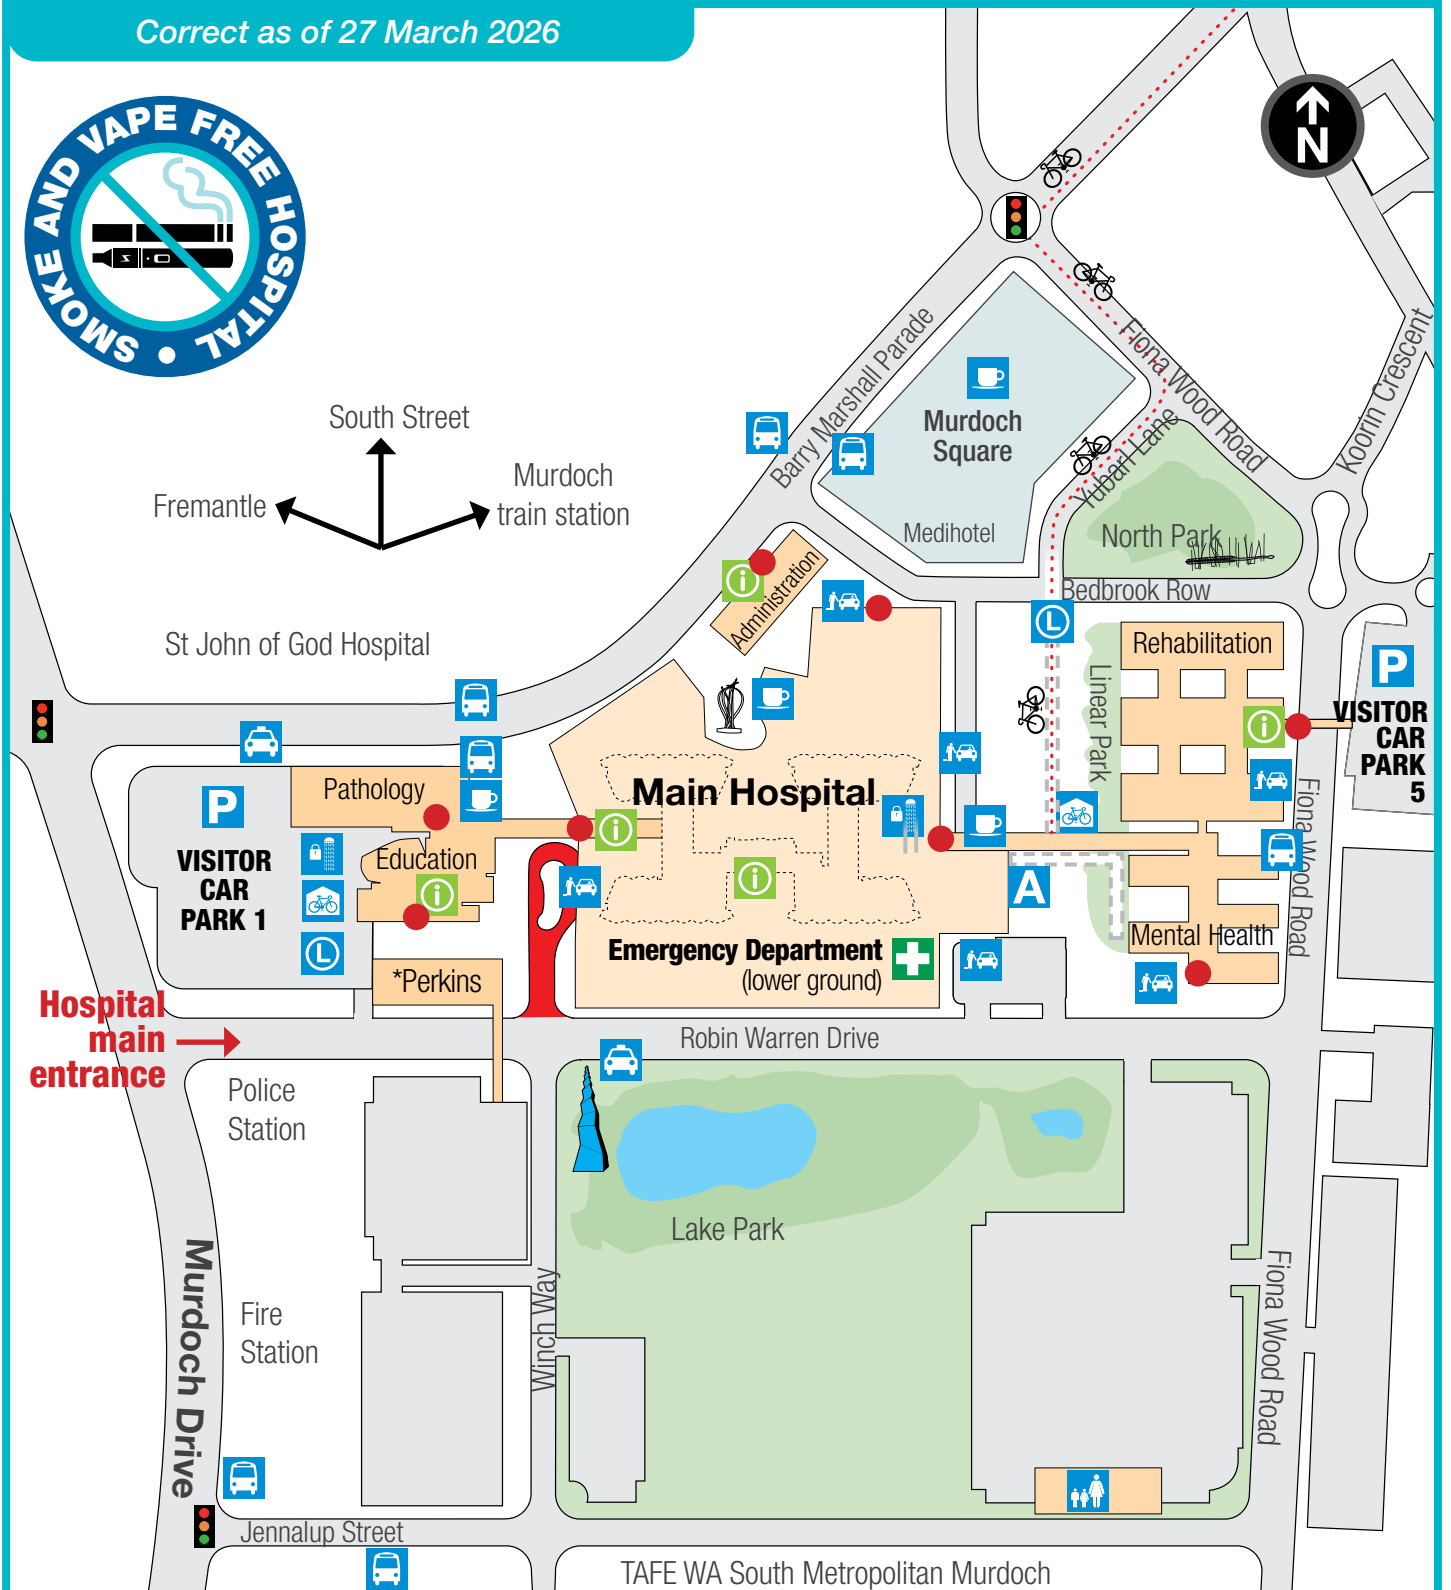 Correct as of 27 March 2026
SMOKE AND VAPE FREE HOSPITAL •
N
South Street
Fremantle
Murdoch
train station
Barry Marshall Parade
Murdoch
Square
Medihotel
Fiona Wood Road
Yubarl Lane
Koorin Crescent
North Park
Bedbrook Row
Administration
St John of God Hospital
L
Linear Park
Rehabilitation
P
VISITOR
CAR
PARK
5
Pathology
Main Hospital
P
VISITOR
CAR
PARK 1
Education
L
A
Fiona Wood Road
Mental Health
Emergency Department
(lower ground)
*Perkins
Hospital
main
entrance
Robin Warren Drive
Police
Station
Lake Park
Murdoch Drive
Fire
Station
Winch Way
Fiona Wood Road
Jennalup Street
TAFE WA South Metropolitan Murdoch